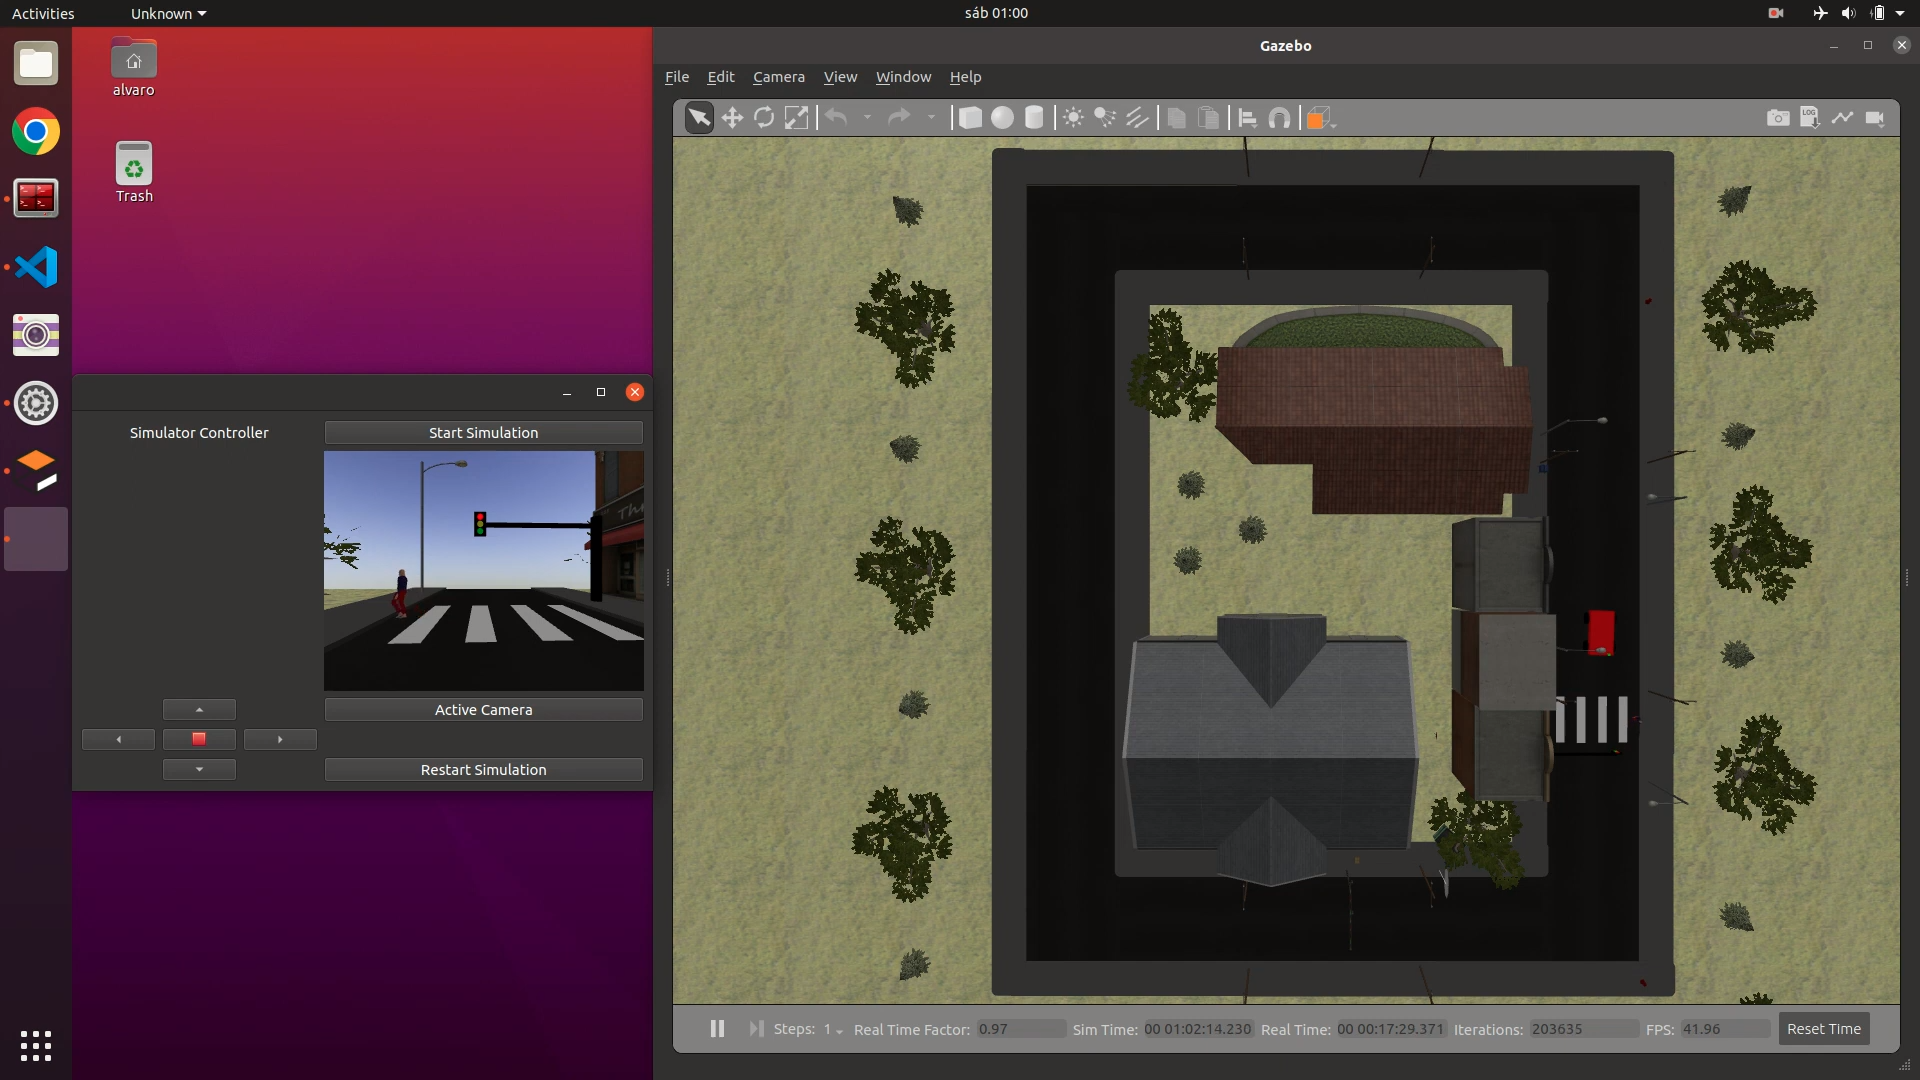 Activities
Unknown
sáb 01:00
alvaro
Trash
Simulator Controller
Start Simulation
Active Camera
Restart Simulation
Gazebo
File Edit Camera View Window Help
LOG
Steps: 1 Real Time Factor: 0.97 Sim Time: 00 01:02:14.230 Real Time: 00 00:17:29.371 Iterations: 203635 FPS: 41.96 Reset Time